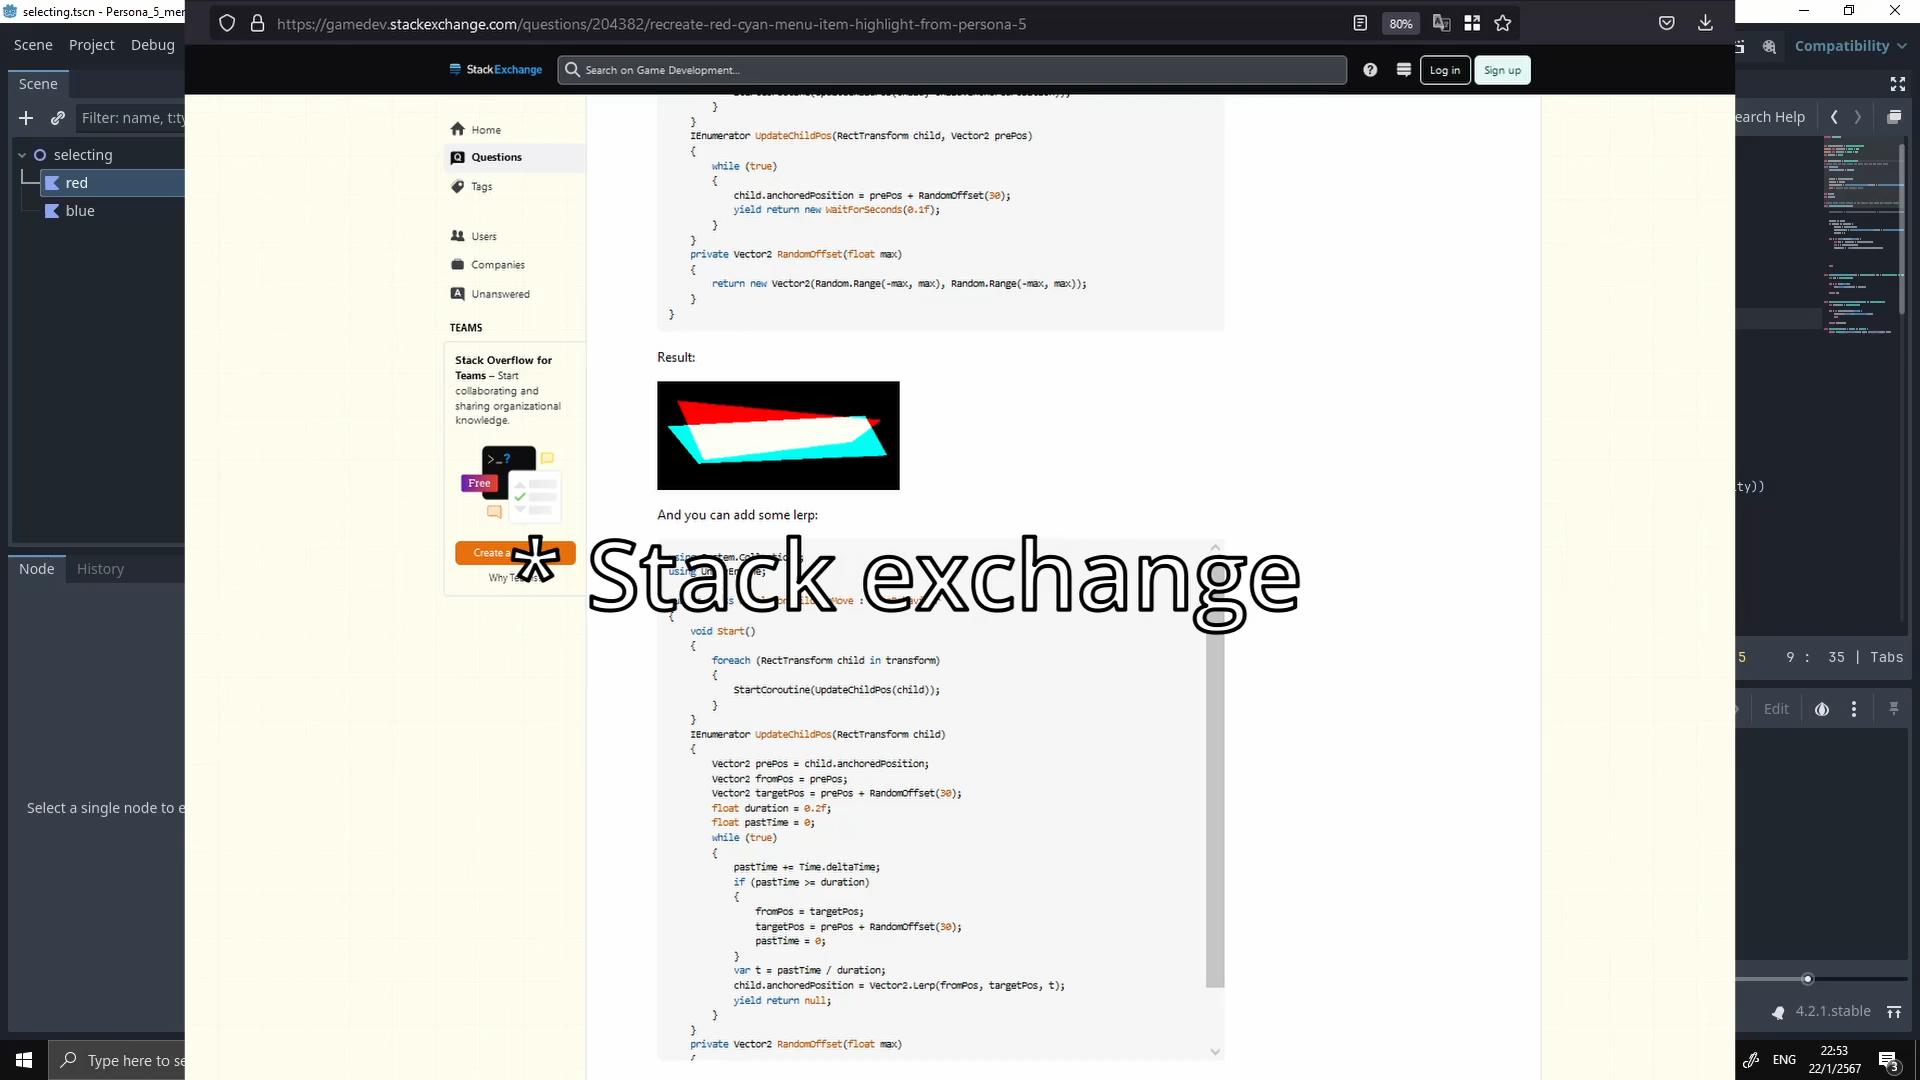 selecting.tscn - Persona_5_me
Scene Project Debug
Scene
Filter: name, t:ty
selecting
red
blue
Node History
Select a single node to e
Type here to se
https://gamedev.stackexchange.com/questions/204382/recreate-red-cyan-menu-item-highlight-from-persona-5
80%
StackExchange
Search on Game Development...
Log in
Sign up
Home
Questions
Tags
Users
Companies
Unanswered
TEAMS
Stack Overflow for
Teams – Start
collaborating and
sharing organizational
knowledge.
>_?
Free
Create a
Why Teams
}
}
IEnumerator UpdateChildPos(RectTransform child, Vector2 prePos)
{
while (true)
{
child.anchoredPosition = prePos + RandomOffset(30);
yield return new WaitForSeconds(0.1f);
}
}
private Vector2 RandomOffset(float max)
{
return new Vector2(Random.Range(-max, max), Random.Range(-max, max));
}
}
Result:
And you can add some lerp:
* Stack exchange
{
void Start()
{
foreach (RectTransform child in transform)
{
StartCoroutine(UpdateChildPos(child));
}
}
IEnumerator UpdateChildPos(RectTransform child)
{
Vector2 prePos = child.anchoredPosition;
Vector2 fromPos = prePos;
Vector2 targetPos = prePos + RandomOffset(30);
float duration = 0.2f;
float pastTime = 0;
while (true)
{
pastTime += Time.deltaTime;
if (pastTime >= duration)
{
fromPos = targetPos;
targetPos = prePos + RandomOffset(30);
pastTime = 0;
}
var t = pastTime / duration;
child.anchoredPosition = Vector2.Lerp(fromPos, targetPos, t);
yield return null;
}
}
private Vector2 RandomOffset(float max)
{
Compatibility
earch Help
ty))
5 9 : 35 | Tabs
Edit
4.2.1.stable
ENG
22:53
22/1/2567
3